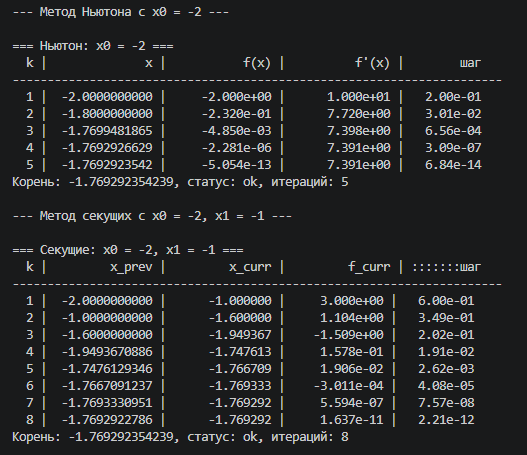 --- Метод Ньютона с x0 = -2 ---
=== Ньютон: x0 = -2 ===
k | x | f(x) | f'(x) | шаг
-----------------------------------------------------------------------
1 | -2.0000000000 | -2.000e+00 | 1.000e+01 | 2.00e-01
2 | -1.8000000000 | -2.320e-01 | 7.720e+00 | 3.01e-02
3 | -1.7699481865 | -4.850e-03 | 7.398e+00 | 6.56e-04
4 | -1.7692926629 | -2.281e-06 | 7.391e+00 | 3.09e-07
5 | -1.7692923542 | -5.054e-13 | 7.391e+00 | 6.84e-14
Корень: -1.769292354239, статус: ok, итераций: 5
--- Метод секущих с x0 = -2, x1 = -1 ---
=== Секущие: x0 = -2, x1 = -1 ===
k | x_prev | x_curr | f_curr | :::::::шаг
-----------------------------------------------------------------------
1 | -2.0000000000 | -1.000000 | 3.000e+00 | 6.00e-01
2 | -1.0000000000 | -1.600000 | 1.104e+00 | 3.49e-01
3 | -1.6000000000 | -1.949367 | -1.509e+00 | 2.02e-01
4 | -1.9493670886 | -1.747613 | 1.578e-01 | 1.91e-02
5 | -1.7476129346 | -1.766709 | 1.906e-02 | 2.62e-03
6 | -1.7667091237 | -1.769333 | -3.011e-04 | 4.08e-05
7 | -1.7693330951 | -1.769292 | 5.594e-07 | 7.57e-08
8 | -1.7692922786 | -1.769292 | 1.637e-11 | 2.21e-12
Корень: -1.769292354239, статус: ok, итераций: 8